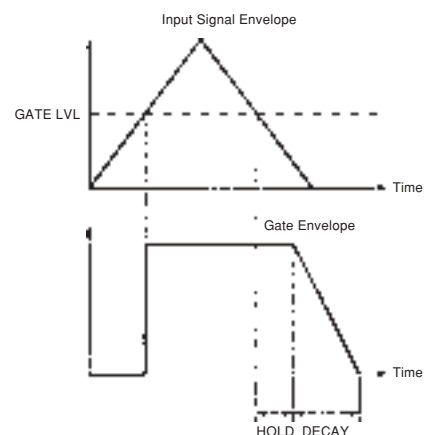 Input Signal Envelope
GATE LVL
Time
Gate Envelope
Time
HOLD DECAY